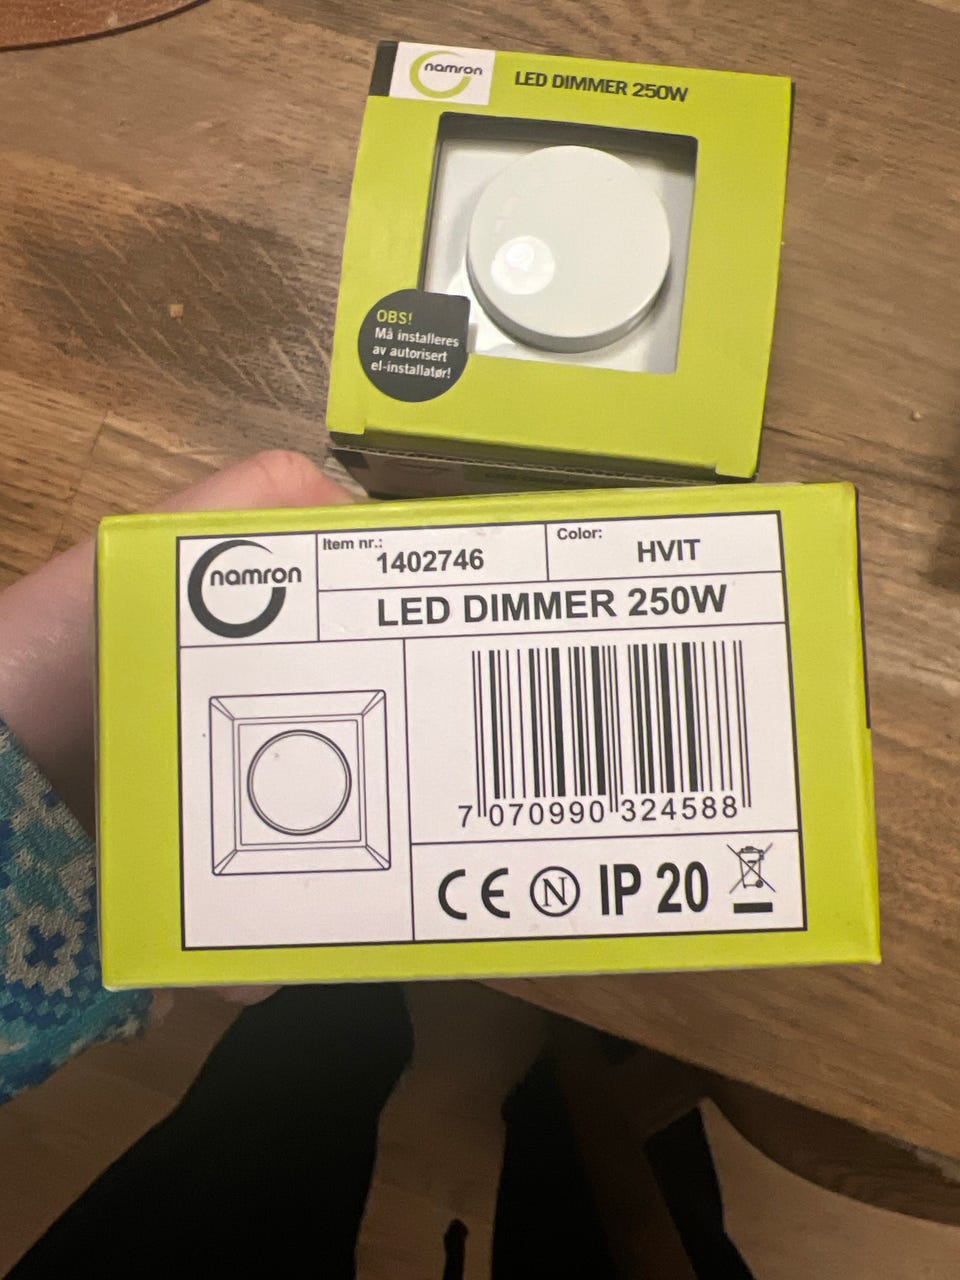 namron
LED DIMMER 250W
OBS!
Må installeres
av autorisert
el-installatør!
namron
Item nr.:
1402746
Color:
HVIT
LED DIMMER 250W
7 070990 324588
CE N IP 20